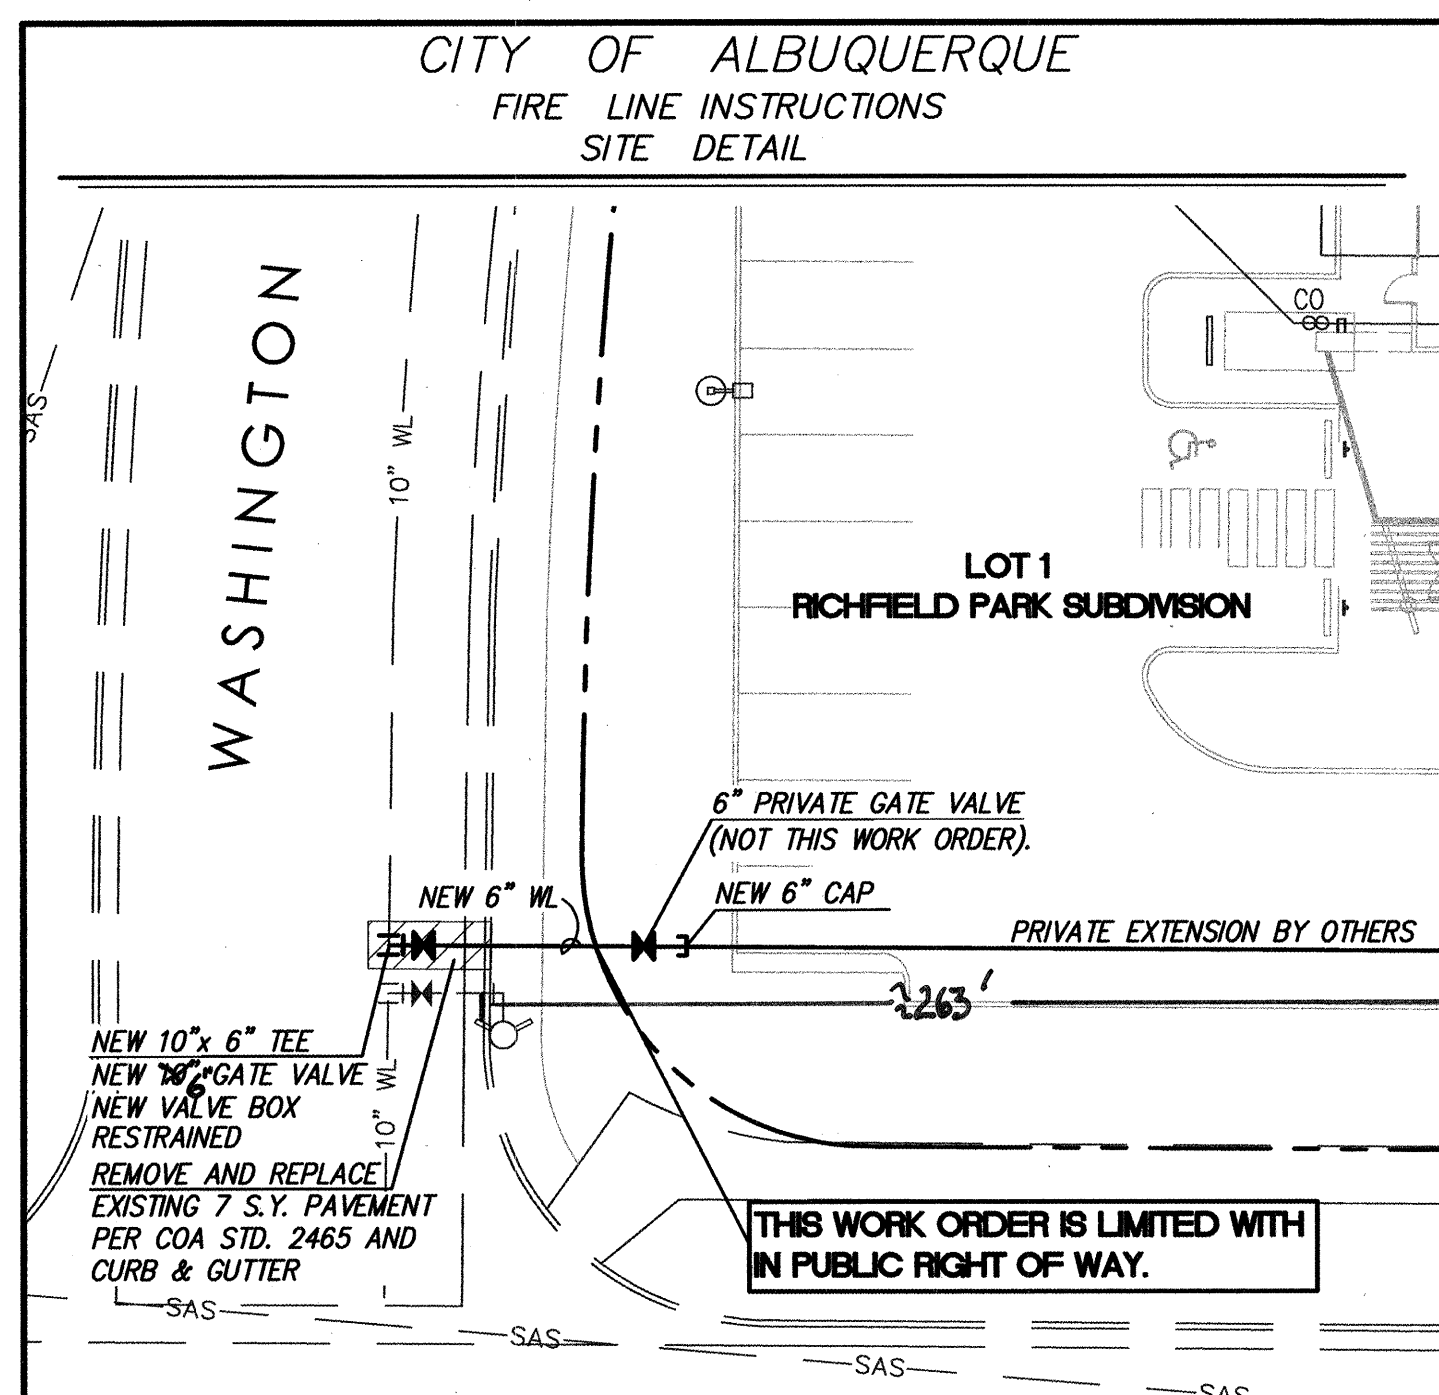 CITY OF ALBUQUERQUE
FIRE LINE INSTRUCTIONS
SITE DETAIL
WASHINGTON
SAS
10" WL
CO
LOT 1
RICHFIELD PARK SUBDIVISION
6" PRIVATE GATE VALVE
(NOT THIS WORK ORDER).
NEW 6" WL
NEW 6" CAP
PRIVATE EXTENSION BY OTHERS
~263'
NEW 10"x 6" TEE
NEW 6" GATE VALVE
NEW VALVE BOX
RESTRAINED
10" WL
REMOVE AND REPLACE
EXISTING 7 S.Y. PAVEMENT
PER COA STD. 2465 AND
CURB & GUTTER
THIS WORK ORDER IS LIMITED WITH
IN PUBLIC RIGHT OF WAY.
SAS
SAS
SAS
SAS